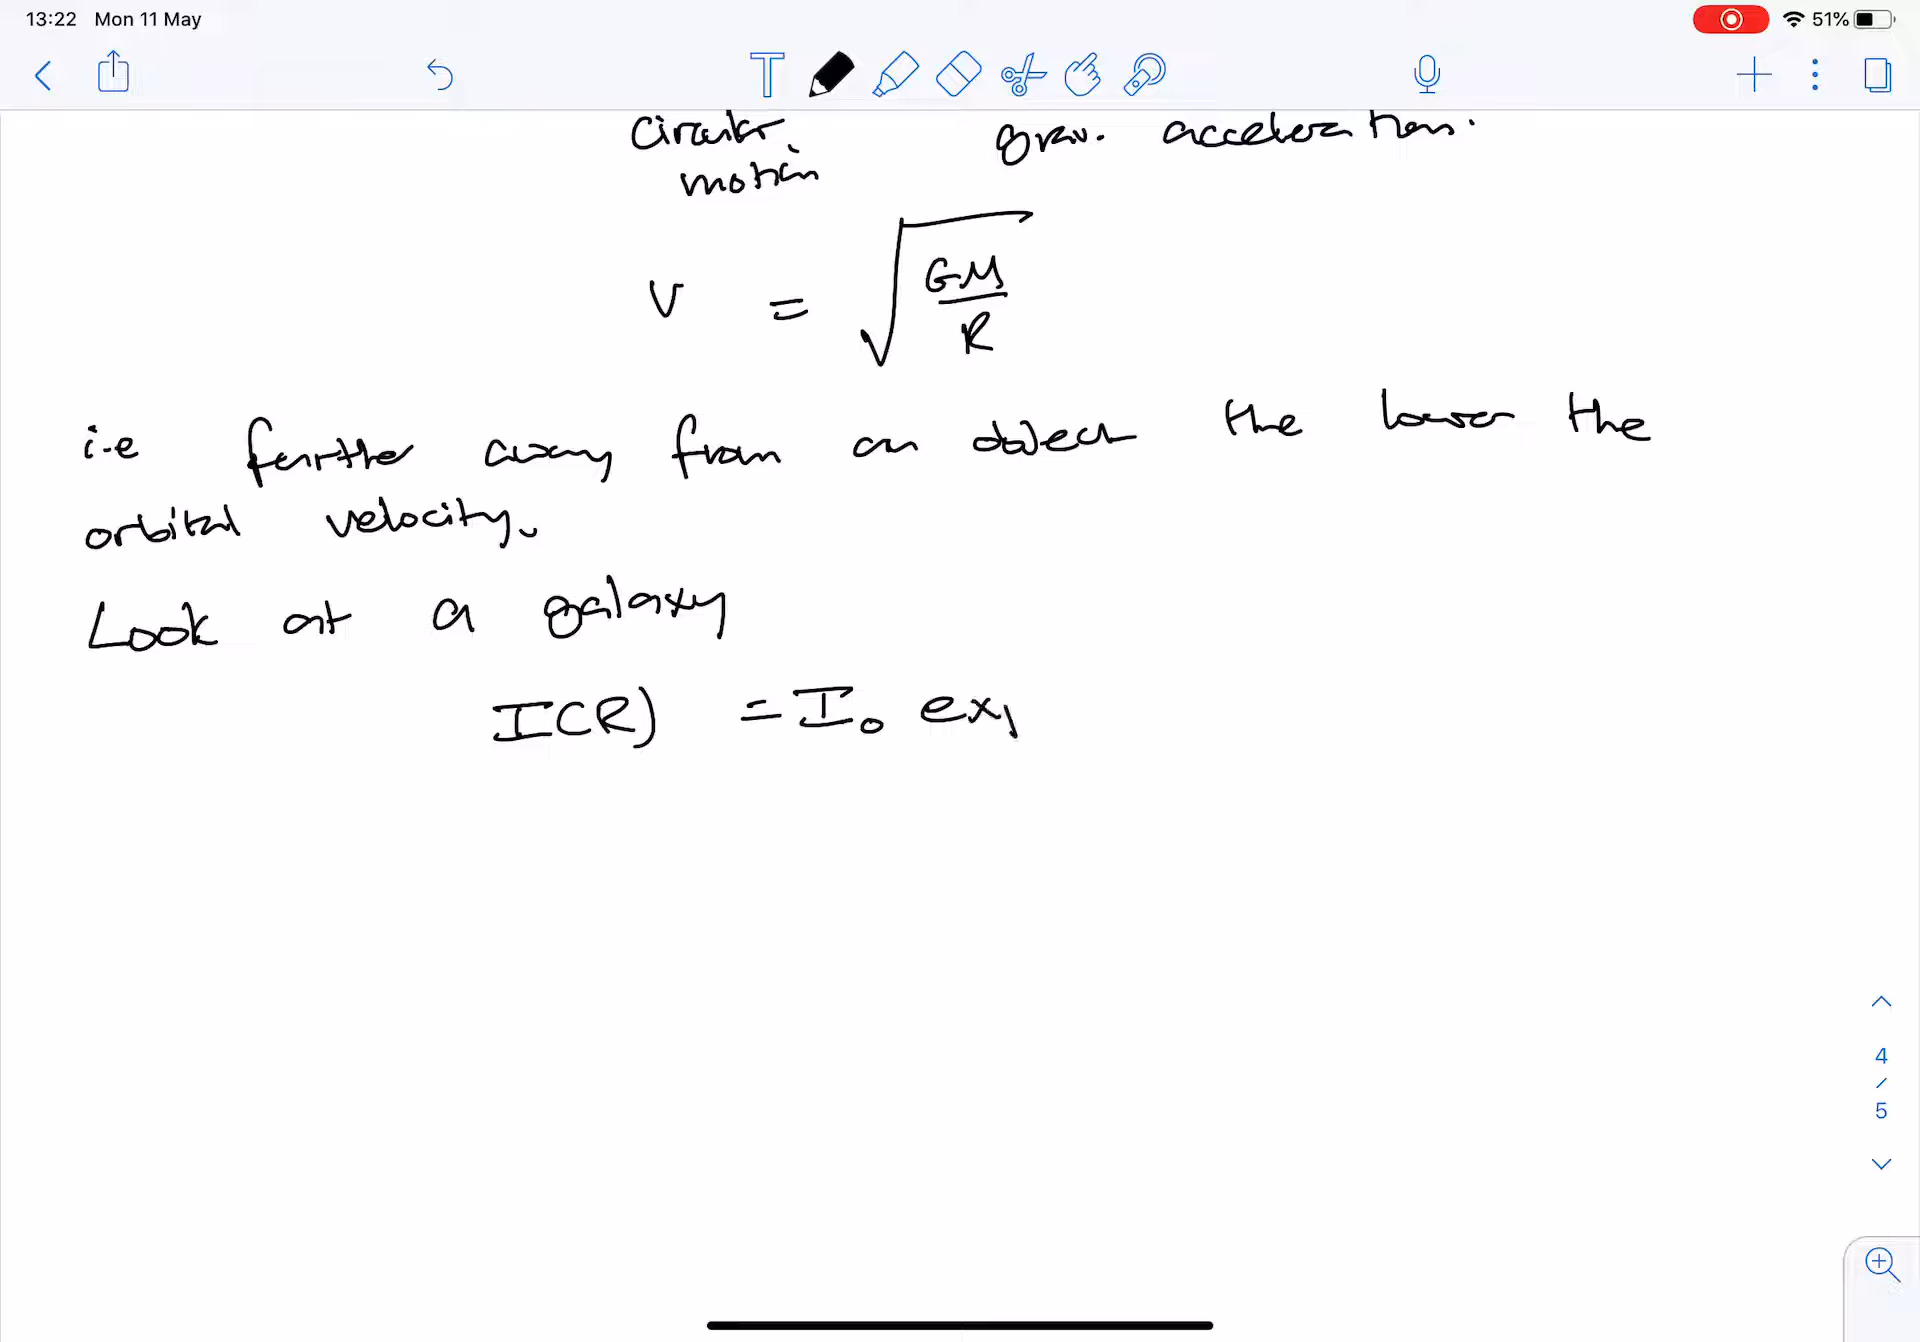 13:22 Mon 11 May 51%
T
circular grav. acceleration.
motion
v = √GM/R
i.e further away from an object the lower the
orbital velocity.
Look at a galaxy
I(R) = I₀ exp
4
/
5